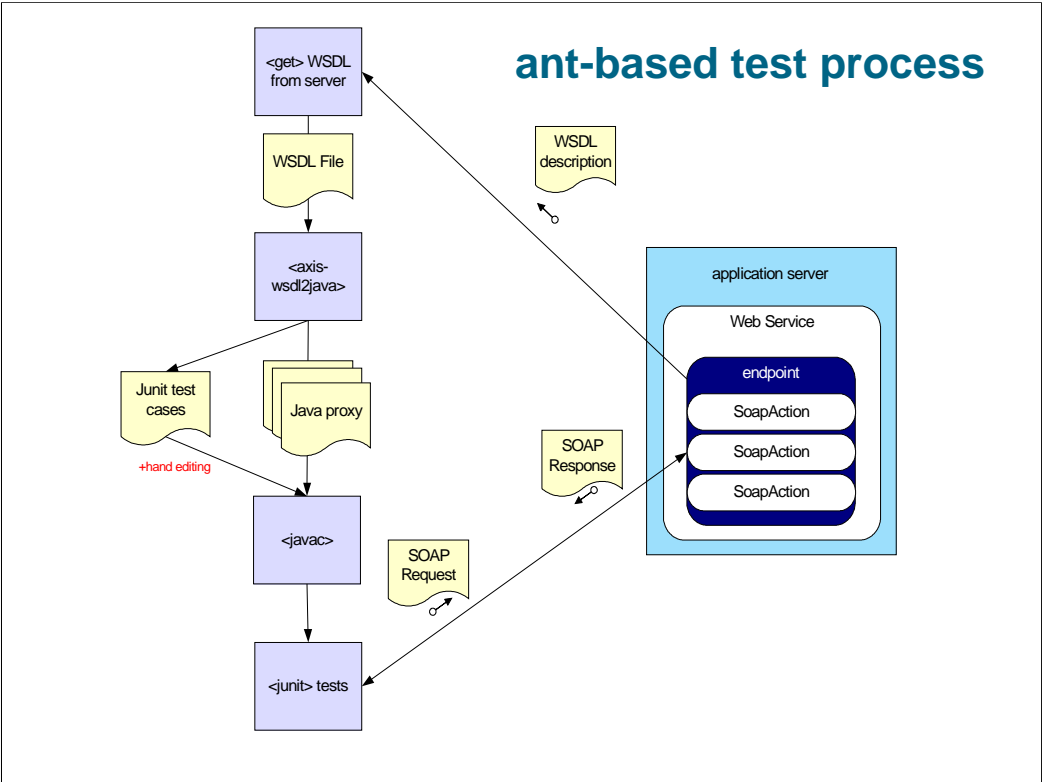 ant-based test process
<get> WSDL
from server
WSDL File
WSDL
description
<axis-
wsdl2java>
application server
Web Service
endpoint
SoapAction
SoapAction
SoapAction
Junit test
cases
Java proxy
+hand editing
SOAP
Response
<javac>
SOAP
Request
<junit> tests